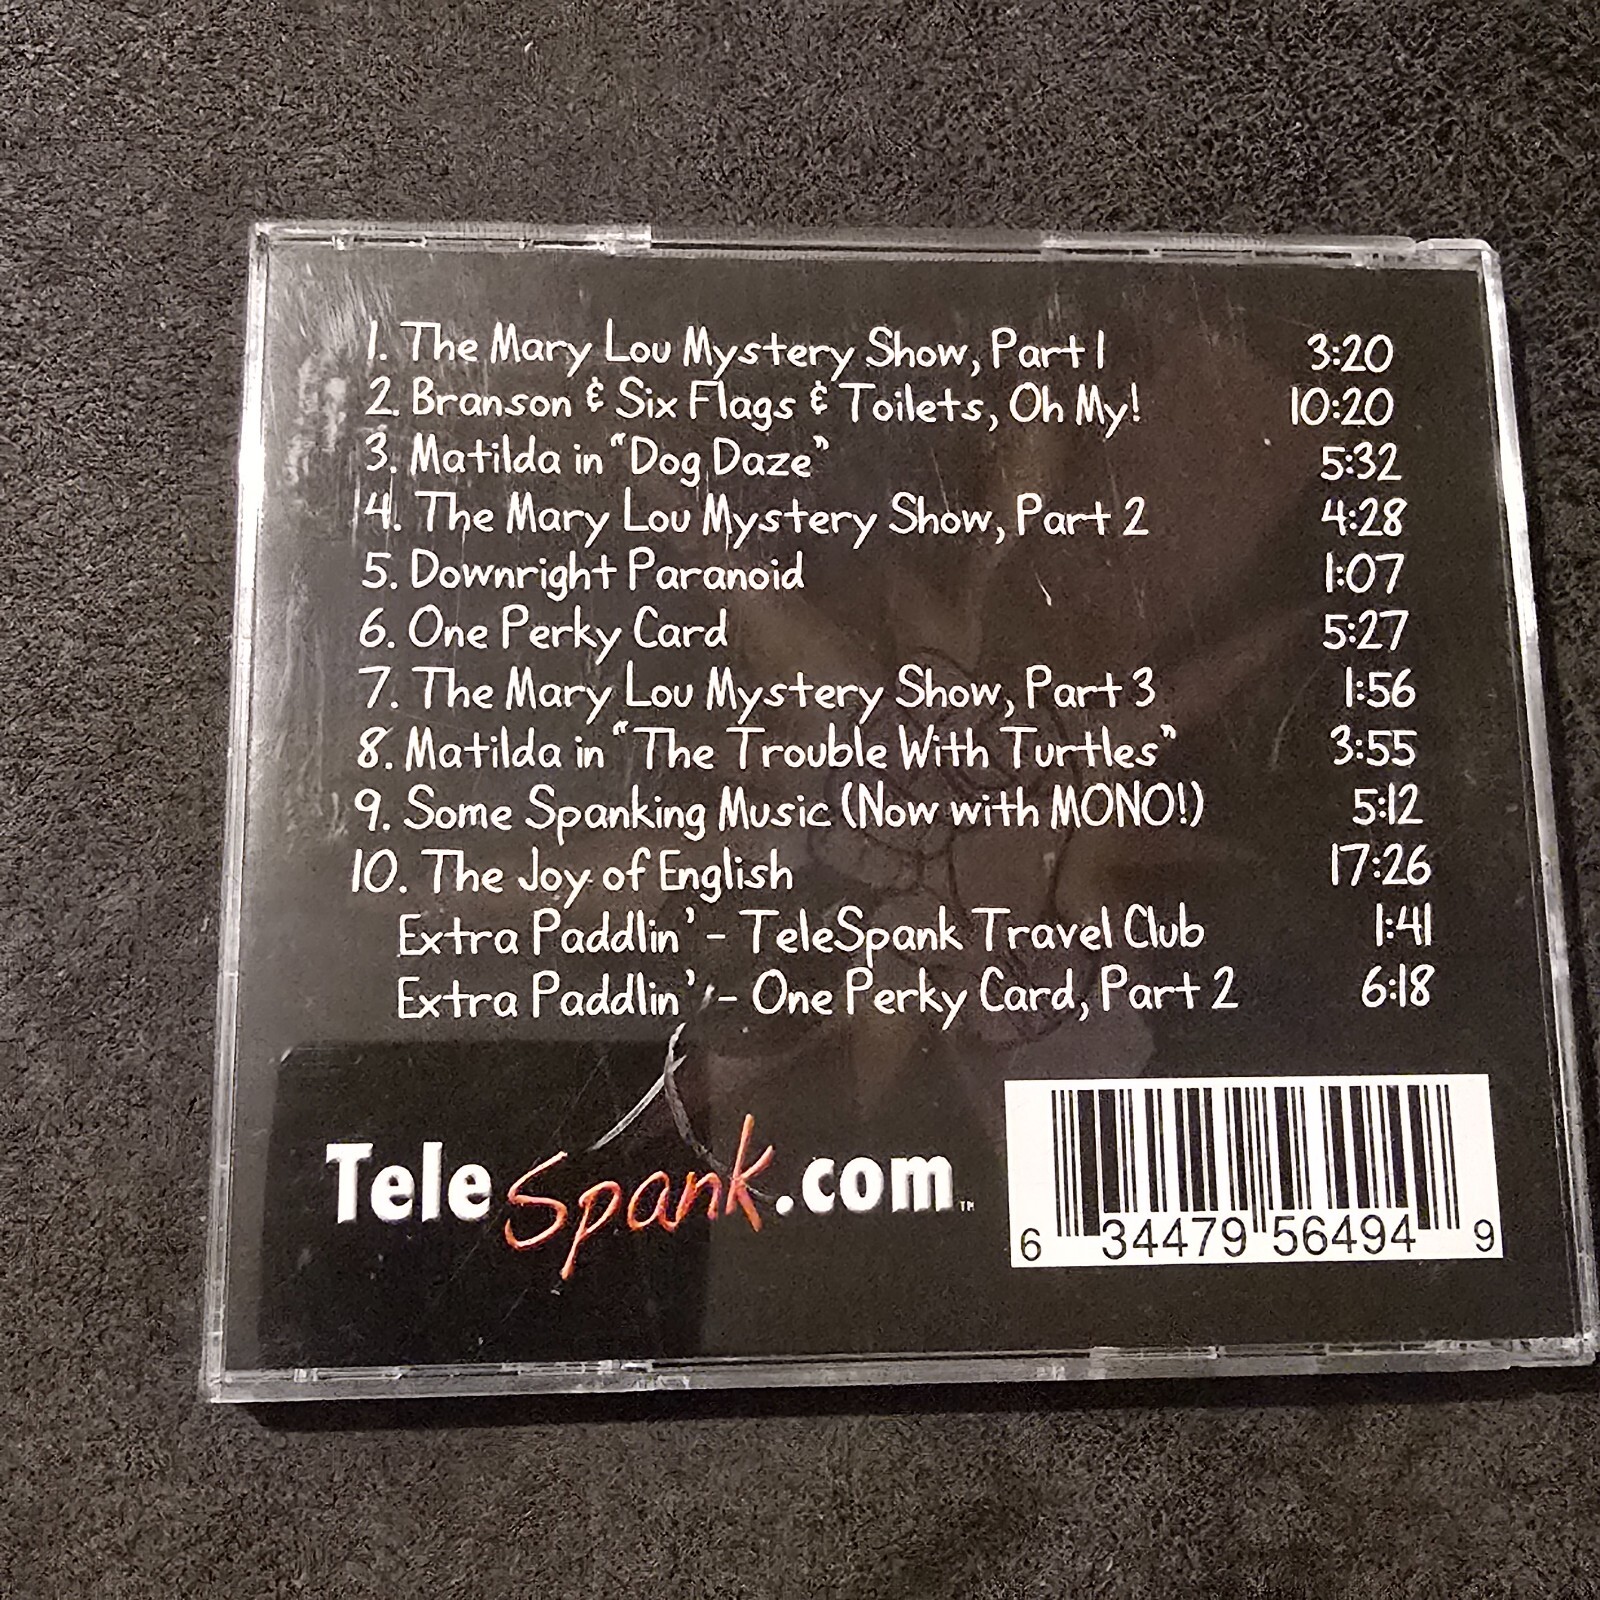 1. The Mary Lou Mystery Show, Part 1 3:20
2. Branson & Six Flags & Toilets, Oh My! 10:20
3. Matilda in "Dog Daze" 5:32
4. The Mary Lou Mystery Show, Part 2 4:28
5. Downright Paranoid 1:07
6. One Perky Card 5:27
7. The Mary Lou Mystery Show, Part 3 1:56
8. Matilda in "The Trouble With Turtles" 3:55
9. Some Spanking Music (Now with MONO!) 5:12
10. The Joy of English 17:26
Extra Paddlin' - TeleSpank Travel Club 1:41
Extra Paddlin' - One Perky Card, Part 2 6:18
TeleSpank.com™
6 34479 56494 9